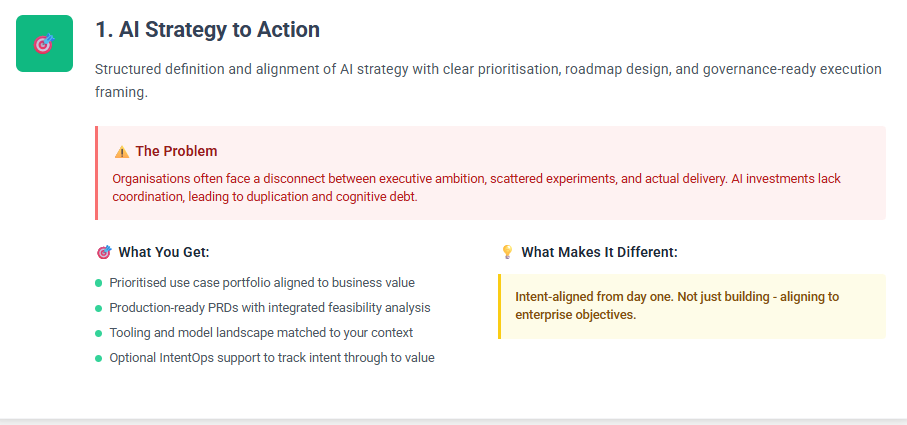 1. AI Strategy to Action
Structured definition and alignment of AI strategy with clear prioritisation, roadmap design, and governance-ready execution
framing.
The Problem
Organisations often face a disconnect between executive ambition, scattered experiments, and actual delivery. AI investments lack
coordination, leading to duplication and cognitive debt.
What You Get:
Prioritised use case portfolio aligned to business value
Production-ready PRDs with integrated feasibility analysis
Tooling and model landscape matched to your context
Optional IntentOps support to track intent through to value
What Makes It Different:
Intent-aligned from day one. Not just building - aligning to
enterprise objectives.